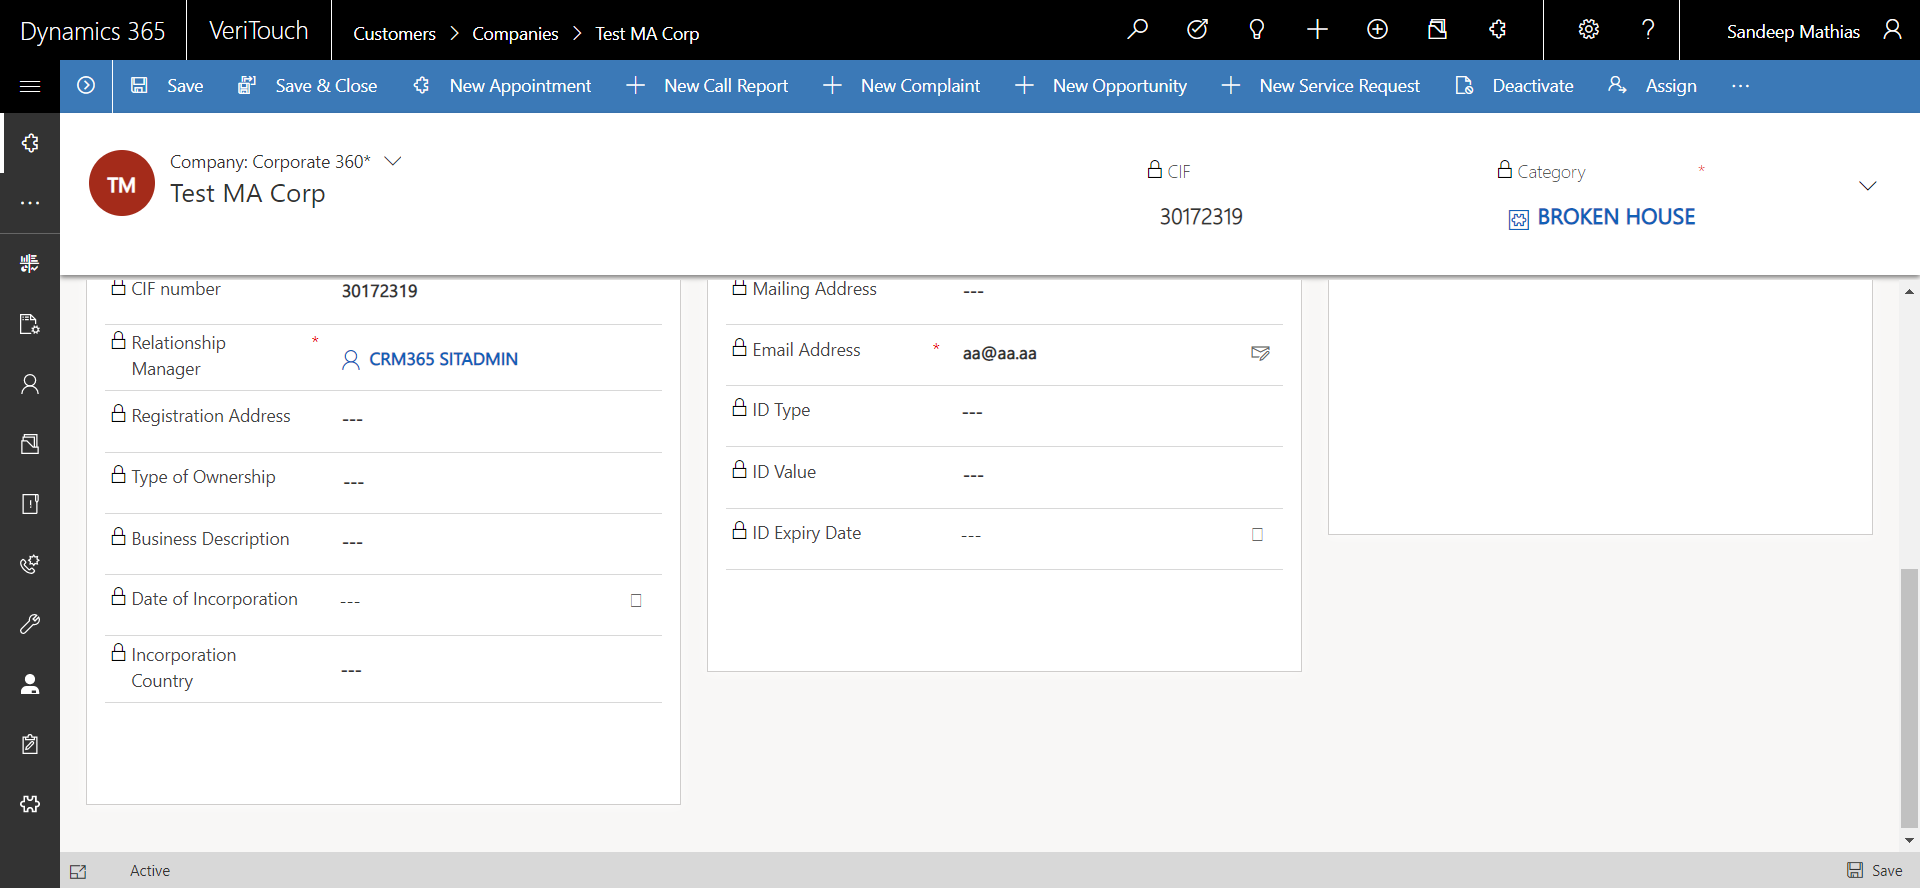 Dynamics 365
VeriTouch
Customers > Companies > Test MA Corp
Sandeep Mathias
Save
Save & Close
New Appointment
New Call Report
New Complaint
New Opportunity
New Service Request
Deactivate
Assign
...
TM
Company: Corporate 360*
Test MA Corp
CIF
30172319
Category *
BROKEN HOUSE
CIF number
30172319
Relationship
Manager
*
CRM365 SITADMIN
Registration Address
---
Type of Ownership
---
Business Description
---
Date of Incorporation
---
Incorporation
Country
---
Mailing Address
---
Email Address *
aa@aa.aa
ID Type
---
ID Value
---
ID Expiry Date
---
Active
Save